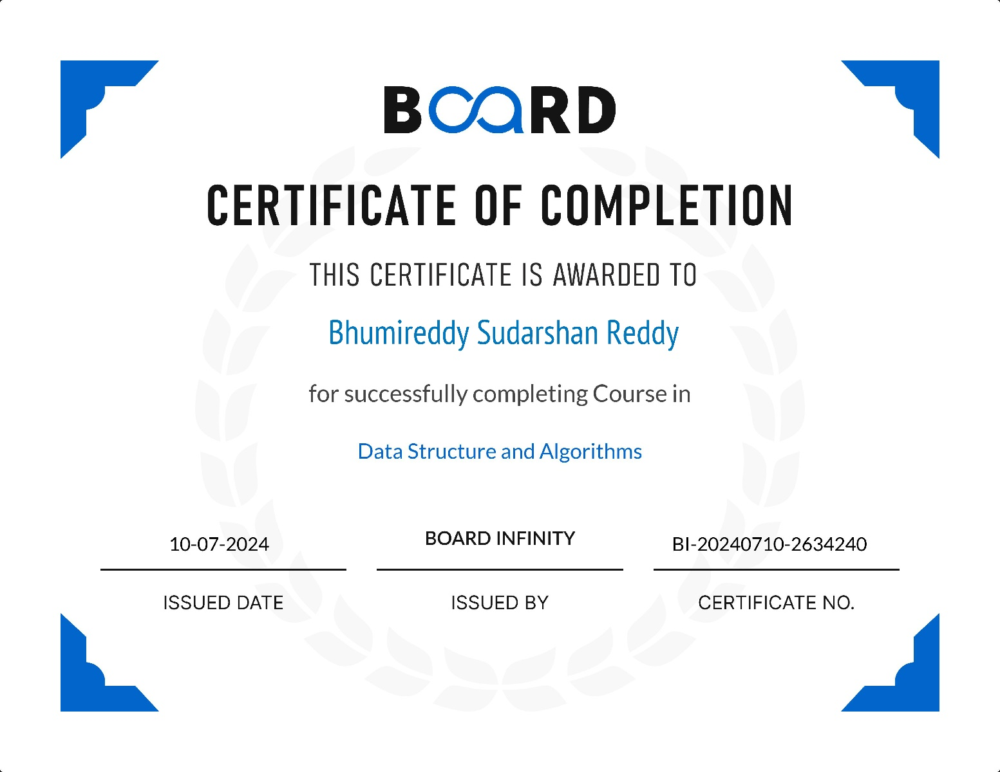 BOARD
CERTIFICATE OF COMPLETION
THIS CERTIFICATE IS AWARDED TO
Bhumireddy Sudarshan Reddy
for successfully completing Course in
Data Structure and Algorithms
10-07-2024
BOARD INFINITY
BI-20240710-2634240
ISSUED DATE
ISSUED BY
CERTIFICATE NO.